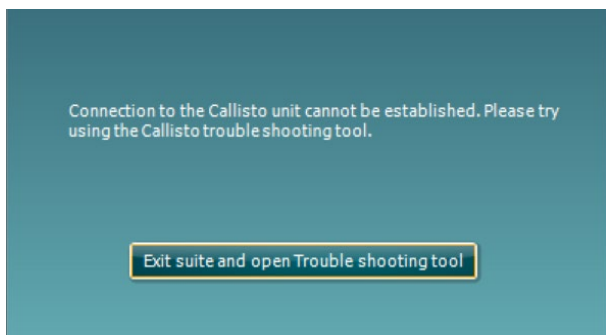 Connection to the Callisto unit cannot be established. Please try
using the Callisto trouble shooting tool.
Exit suite and open Trouble shooting tool